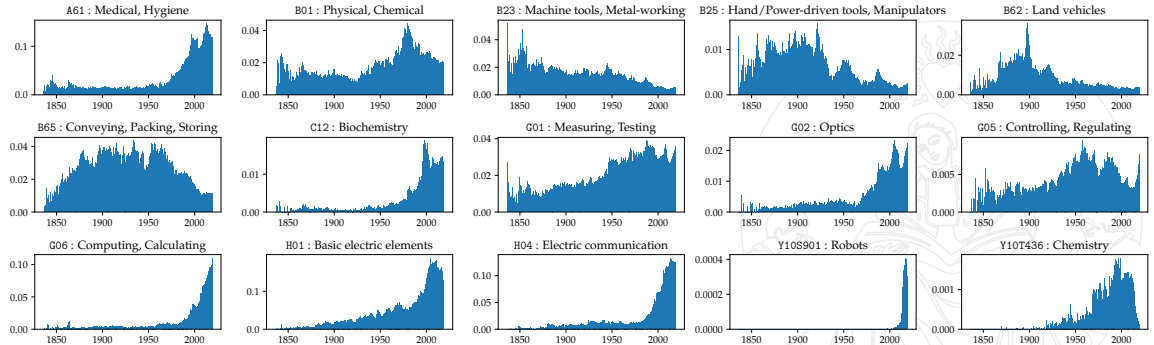 A61 : Medical, Hygiene
0.1
0.0
1850 1900 1950 2000
B01 : Physical, Chemical
0.04
0.02
0.00
1850 1900 1950 2000
B23 : Machine tools, Metal-working
0.04
0.02
0.00
1850 1900 1950 2000
B25 : Hand/Power-driven tools, Manipulators
0.01
0.00
1850 1900 1950 2000
B62 : Land vehicles
0.02
0.00
1850 1900 1950 2000
B65 : Conveying, Packing, Storing
0.04
0.02
0.00
1850 1900 1950 2000
C12 : Biochemistry
0.01
0.00
1850 1900 1950 2000
G01 : Measuring, Testing
0.04
0.02
0.00
1850 1900 1950 2000
G02 : Optics
0.02
0.01
0.00
1850 1900 1950 2000
G05 : Controlling, Regulating
0.005
0.000
1850 1900 1950 2000
G06 : Computing, Calculating
0.10
0.05
0.00
1850 1900 1950 2000
H01 : Basic electric elements
0.1
0.0
1850 1900 1950 2000
H04 : Electric communication
0.10
0.05
0.00
1850 1900 1950 2000
Y10S901 : Robots
0.0004
0.0002
0.0000
1850 1900 1950 2000
Y10T436 : Chemistry
0.001
0.000
1850 1900 1950 2000